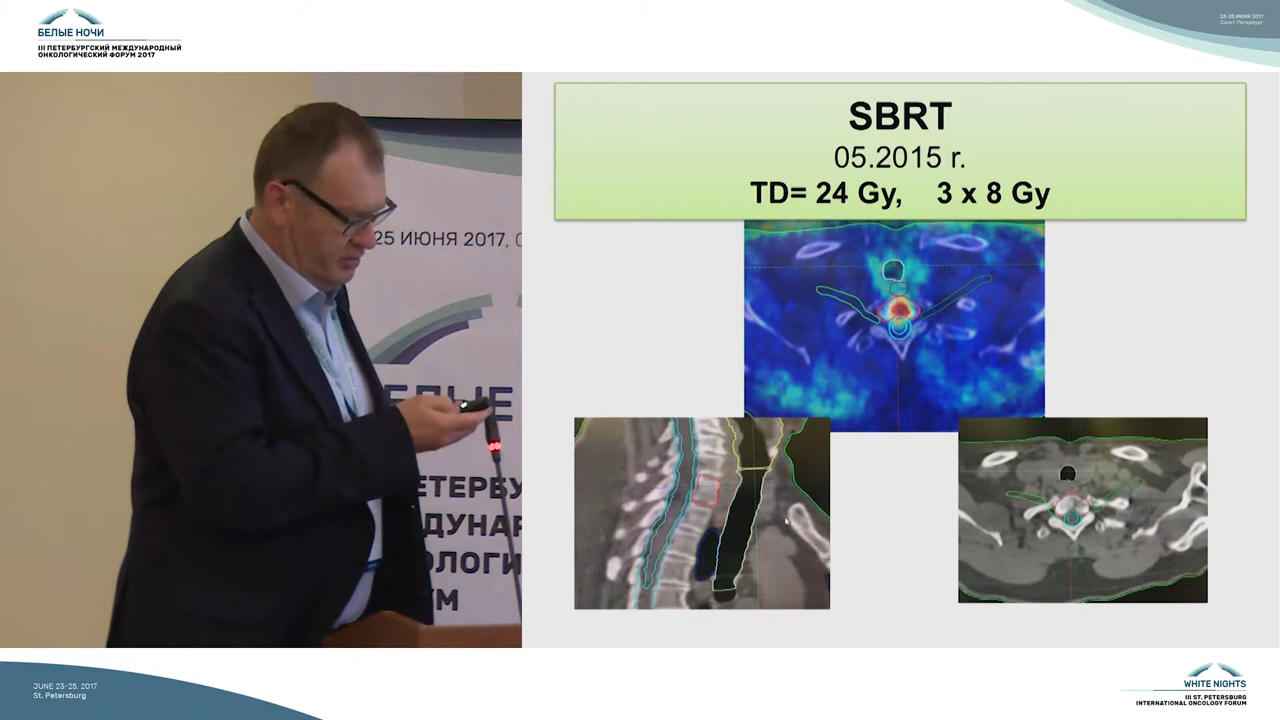 БЕЛЫЕ НОЧИ
III ПЕТЕРБУРГСКИЙ МЕЖДУНАРОДНЫЙ
ОНКОЛОГИЧЕСКИЙ ФОРУМ 2017
23-25 ИЮНЯ 2017
Санкт-Петербург
SBRT
05.2015 г.
TD= 24 Gy, 3 x 8 Gy
25 ИЮНЯ 2017, С
БЕЛЫЕ
ЕТЕРБУ
ДУНАР
ОЛОГИ
УМ
JUNE 23-25, 2017
St. Petersburg
WHITE NIGHTS
III ST. PETERSBURG
INTERNATIONAL ONCOLOGY FORUM